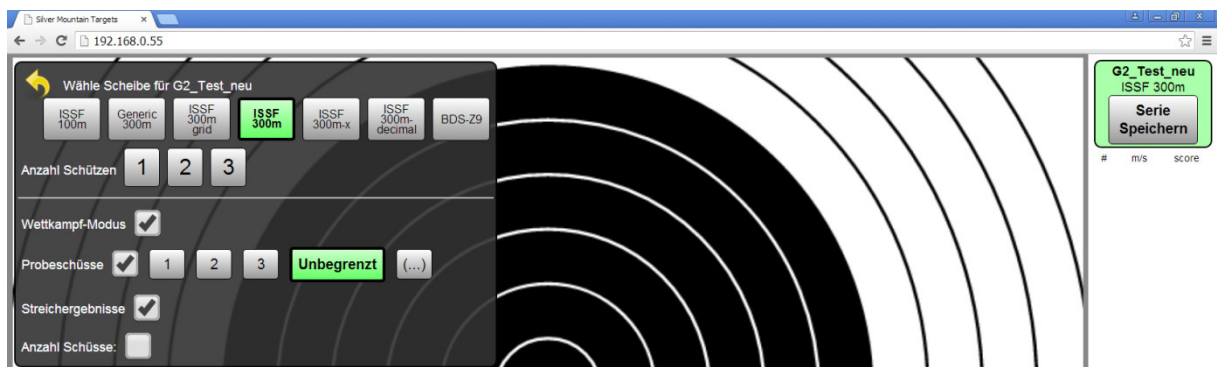 Silver Mountain Targets
192.168.0.55
Wähle Scheibe für G2_Test_neu
ISSF 100m
Generic 300m
ISSF 300m grid
ISSF 300m
ISSF 300m-x
ISSF 300m-decimal
BDS-Z9
Anzahl Schützen 1 2 3
Wettkampf-Modus
Probeschüsse 1 2 3 Unbegrenzt (...)
Streichergebnisse
Anzahl Schüsse:
G2_Test_neu
ISSF 300m
Serie
Speichern
# m/s score